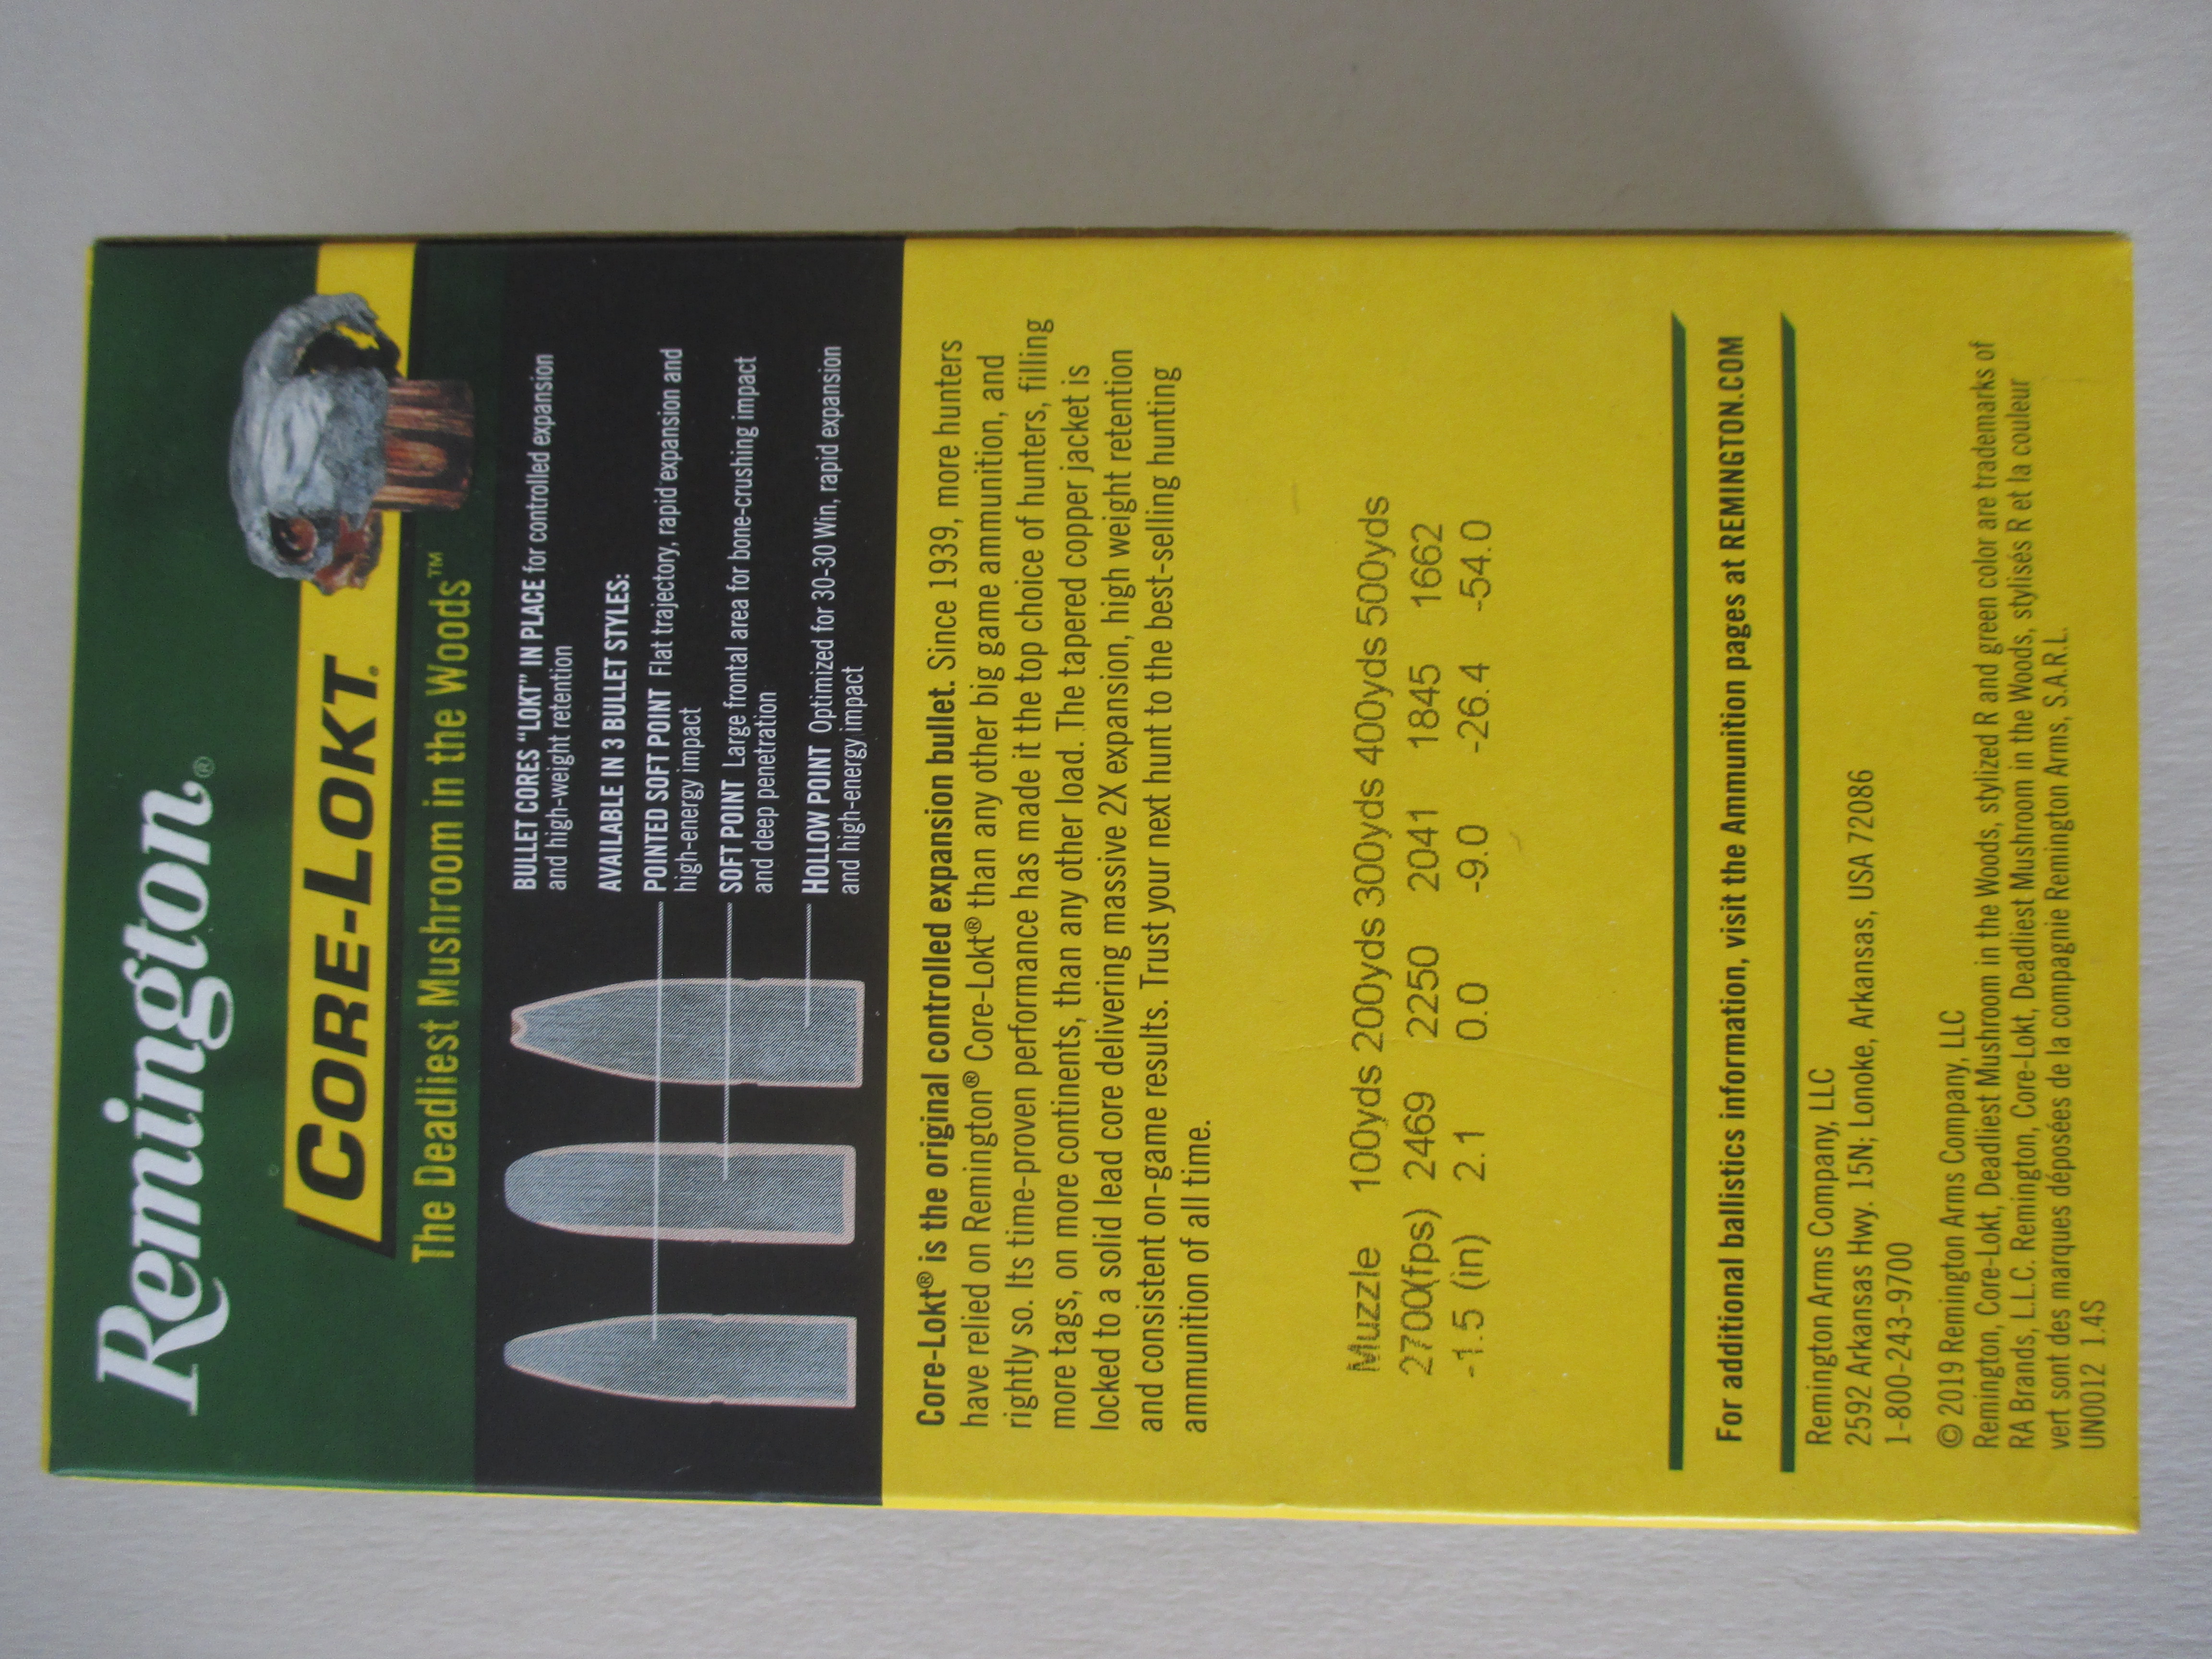 Remington®
CORE-LOKT®
The Deadliest Mushroom in the Woods™
BULLET CORES “LOKT” IN PLACE for controlled expansion
and high-weight retention
AVAILABLE IN 3 BULLET STYLES:
POINTED SOFT POINT Flat trajectory, rapid expansion and
high-energy impact
SOFT POINT Large frontal area for bone-crushing impact
and deep penetration
HOLLOW POINT Optimized for 30-30 Win, rapid expansion
and high-energy impact
Core-Lokt® is the original controlled expansion bullet. Since 1939, more hunters
have relied on Remington® Core-Lokt® than any other big game ammunition, and
rightly so. Its time-proven performance has made it the top choice of hunters, filling
more tags, on more continents, than any other load. The tapered copper jacket is
locked to a solid lead core delivering massive 2X expansion, high weight retention
and consistent on-game results. Trust your next hunt to the best-selling hunting
ammunition of all time.
Muzzle 100yds 200yds 300yds 400yds 500yds
2700(fps) 2469 2250 2041 1845 1662
-1.5 (in) 2.1 0.0 -9.0 -26.4 -54.0
For additional ballistics information, visit the Ammunition pages at REMINGTON.COM
Remington Arms Company, LLC
2592 Arkansas Hwy. 15N; Lonoke, Arkansas, USA 72086
1-800-243-9700
© 2019 Remington Arms Company, LLC
Remington, Core-Lokt, Deadliest Mushroom in the Woods, stylized R and green color are trademarks of
RA Brands, L.L.C. Remington, Core-Lokt, Deadliest Mushroom in the Woods, stylisés R et la couleur
vert sont des marques déposées de la compagnie Remington Arms, S.A.R.L.
UN0012 1.4S